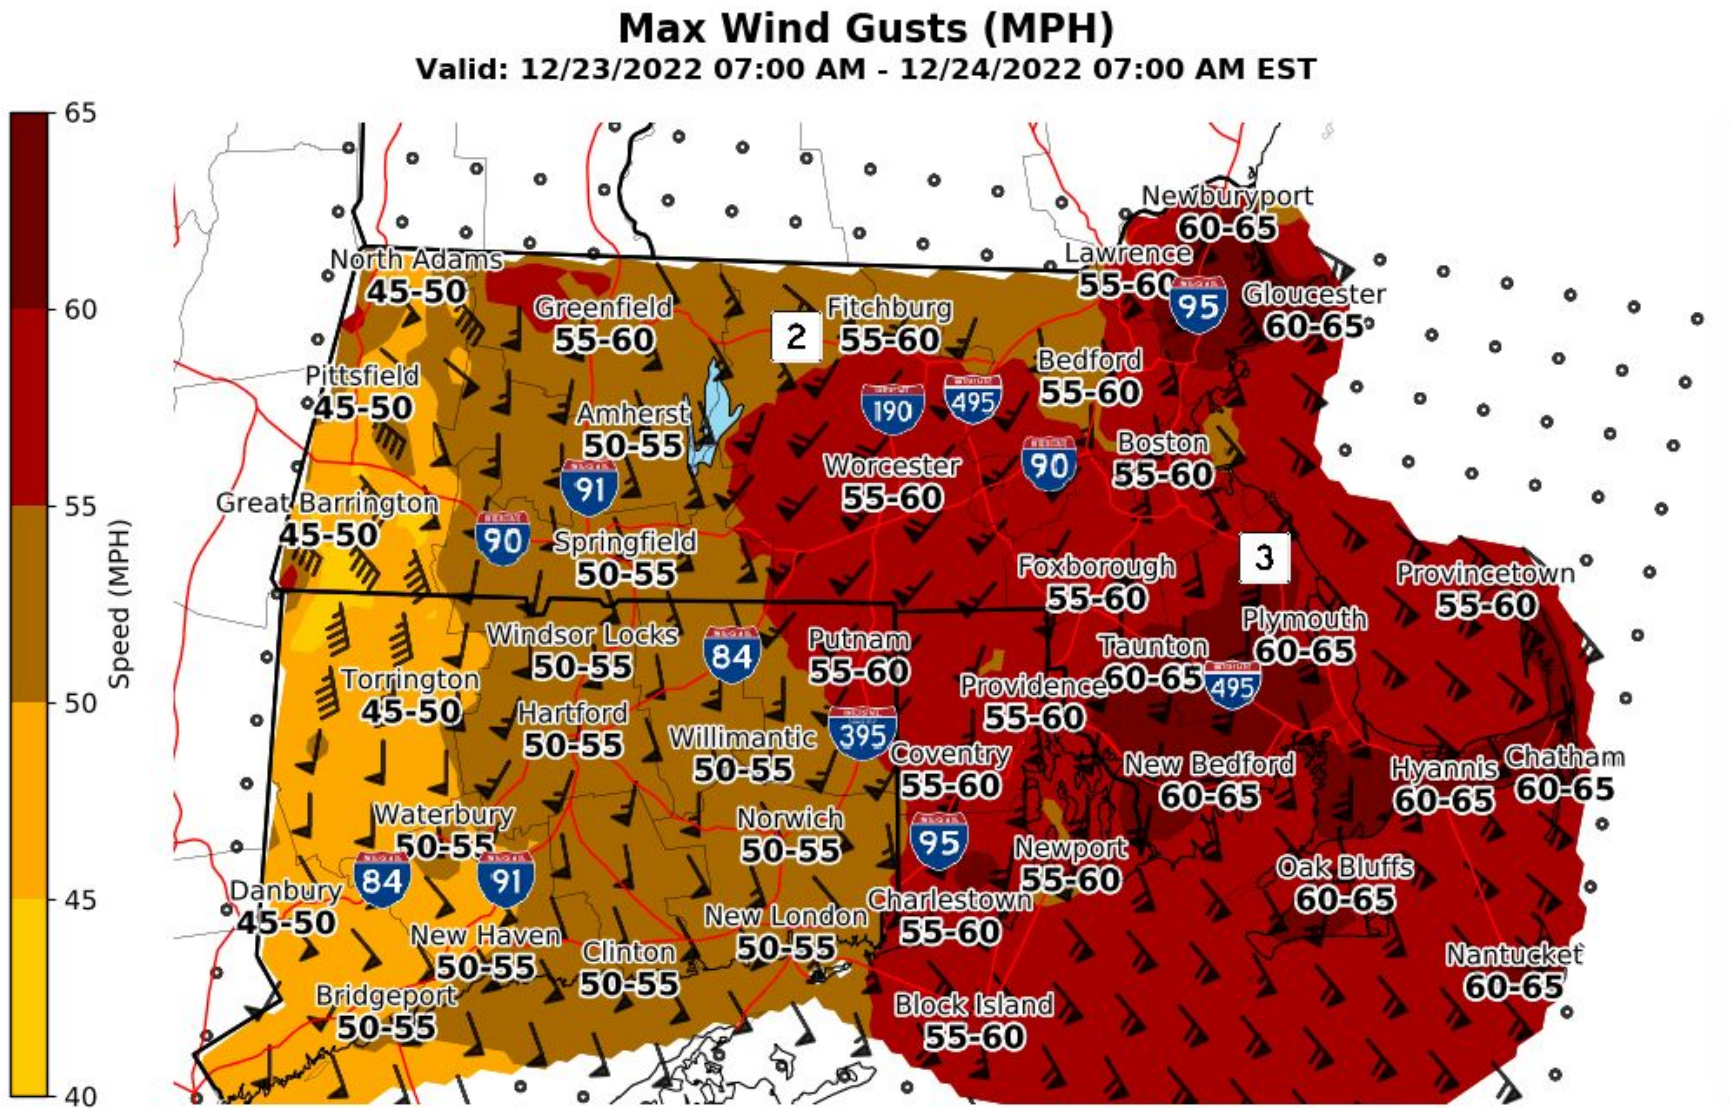 Max Wind Gusts (MPH)
Valid: 12/23/2022 07:00 AM - 12/24/2022 07:00 AM EST
65
60
55
50
45
40
Speed (MPH)
Newburyport
60-65
North Adams
45-50
Lawrence
55-60
95
Gloucester
60-65
Greenfield
55-60
2
Fitchburg
55-60
Pittsfield
45-50
Bedford
55-60
190
495
Amherst
50-55
Boston
55-60
90
Worcester
55-60
91
Great Barrington
45-50
90
Springfield
50-55
3
Foxborough
55-60
Provincetown
55-60
Plymouth
60-65
Windsor Locks
50-55
84
Putnam
55-60
Taunton
60-65
495
Torrington
45-50
Providence
55-60
Hartford
50-55
Willimantic
50-55
395
Coventry
55-60
New Bedford
60-65
Hyannis
60-65
Chatham
60-65
Waterbury
50-55
Norwich
50-55
95
Newport
55-60
84
91
Oak Bluffs
60-65
Danbury
45-50
Charlestown
55-60
New London
50-55
New Haven
50-55
Clinton
50-55
Nantucket
60-65
Bridgeport
50-55
Block Island
55-60